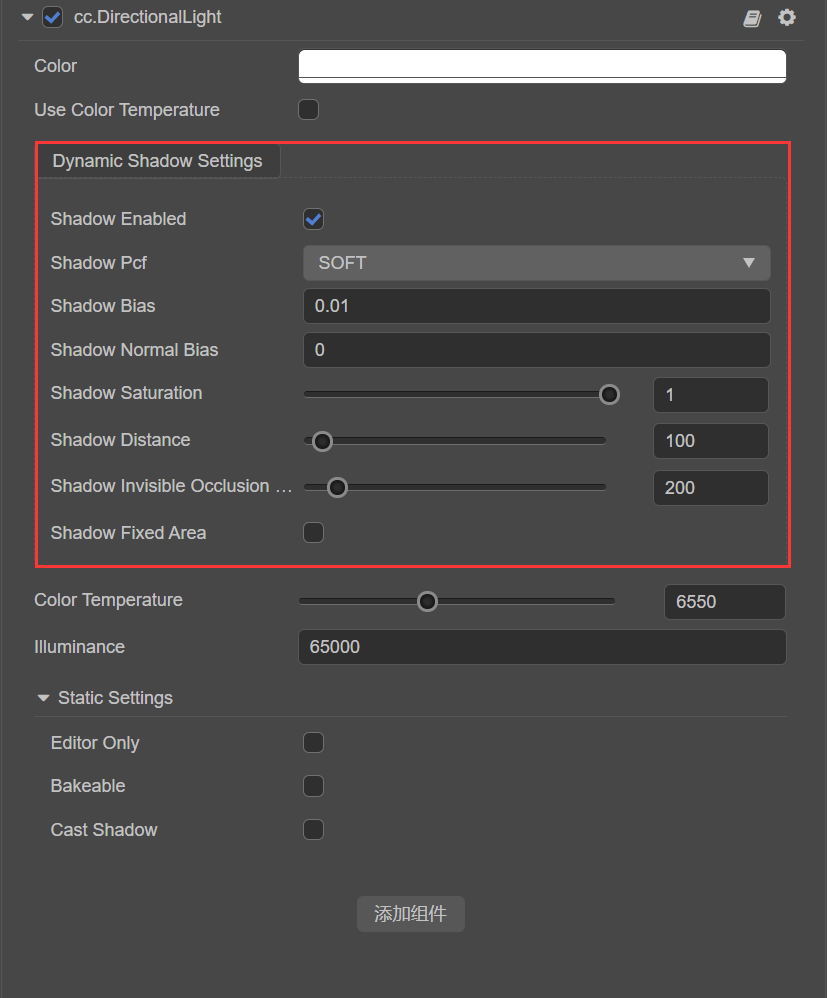 cc.DirectionalLight
Color
Use Color Temperature
Dynamic Shadow Settings
Shadow Enabled
Shadow Pcf SOFT
Shadow Bias 0.01
Shadow Normal Bias 0
Shadow Saturation 1
Shadow Distance 100
Shadow Invisible Occlusion ... 200
Shadow Fixed Area
Color Temperature 6550
Illuminance 65000
Static Settings
Editor Only
Bakeable
Cast Shadow
添加组件